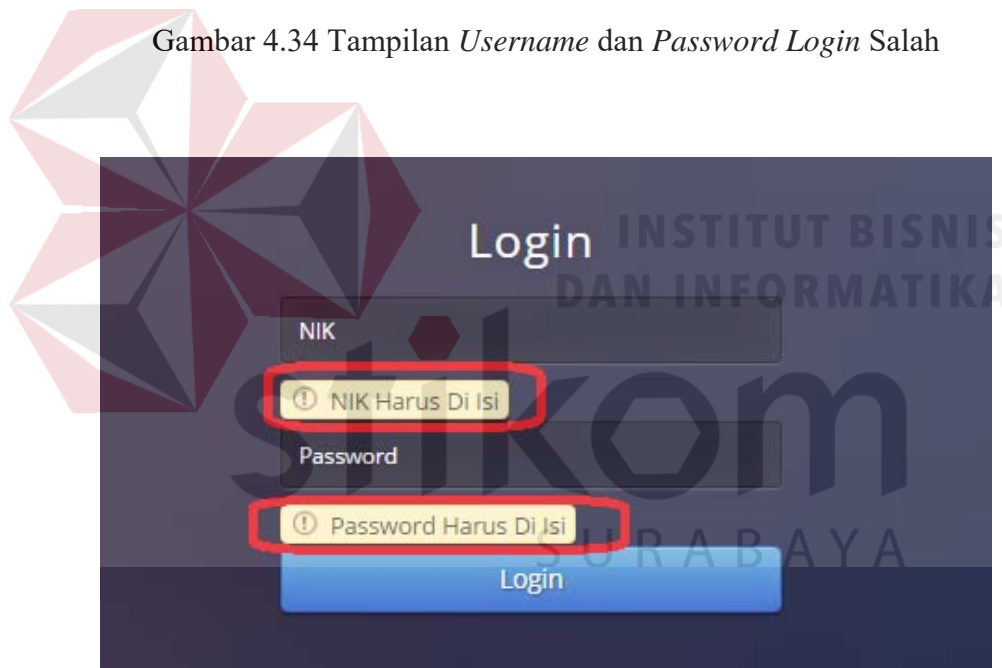 Gambar 4.34 Tampilan Username dan Password Login Salah
Login
INSTITUT BISNIS
DAN INFORMATIKA
NIK
NIK Harus Di Isi
stikom
Password
Password Harus Di Isi
SURABAYA
Login